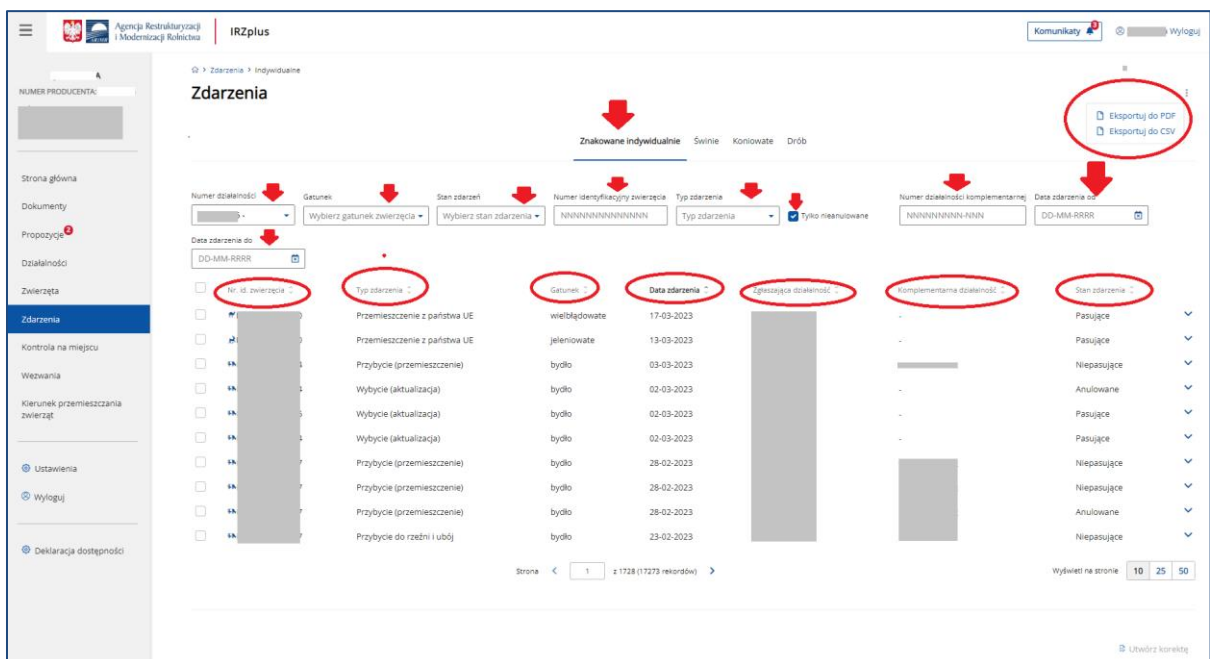 Agencja Restrukturyzacji
i Modernizacji Rolnictwa
IRZplus
Komunikaty 3
Wyloguj
NUMER PRODUCENTA:
Zdarzenia > Indywidualne
Zdarzenia
Eksportuj do PDF
Eksportuj do CSV
Znakowane indywidualnie Świnie Koniowate Drób
Strona główna
Dokumenty
Propozycje 2
Działalności
Zwierzęta
Zdarzenia
Kontrola na miejscu
Wezwania
Kierunek przemieszczania
zwierząt
Ustawienia
Wyloguj
Deklaracja dostępności
Numer działalności Gatunek Stan zdarzeń Numer identyfikacyjny zwierzęcia Typ zdarzenia Numer działalności komplementarnej Data zdarzenia od
Wybierz gatunek zwierzęcia Wybierz stan zdarzenia NNNNNNNNNNNNNN Typ zdarzenia Tylko nieanulowane NNNNNNNNN-NNN DD-MM-RRRR
Data zdarzenia do
DD-MM-RRRR
Nr. id. zwierzęcia Typ zdarzenia Gatunek Data zdarzenia Zgłaszająca działalność Komplementarna działalność Stan zdarzenie
Przemieszczenie z państwa UE wielbłądowate 17-03-2023 - Pasujące
Przemieszczenie z państwa UE jeleniowate 13-03-2023 - Pasujące
Przybycie (przemieszczenie) bydło 03-03-2023 Niepasujące
Wybycie (aktualizacja) bydło 02-03-2023 - Anulowane
Wybycie (aktualizacja) bydło 02-03-2023 - Pasujące
Wybycie (aktualizacja) bydło 02-03-2023 - Pasujące
Przybycie (przemieszczenie) bydło 28-02-2023 Niepasujące
Przybycie (przemieszczenie) bydło 28-02-2023 Niepasujące
Przybycie (przemieszczenie) bydło 28-02-2023 Anulowane
Przybycie do rzeźni i ubój bydło 23-02-2023 Niepasujące
Strona 1 z 1728 (17273 rekordów)
Wyświetl na stronie 10 25 50
Utwórz korektę